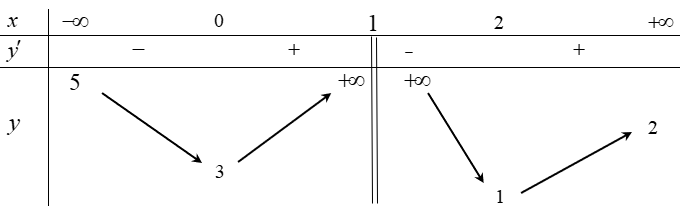 x −∞ 0 1 2 +∞
y′ − + - +
5 +∞ +∞
y 2
3
1